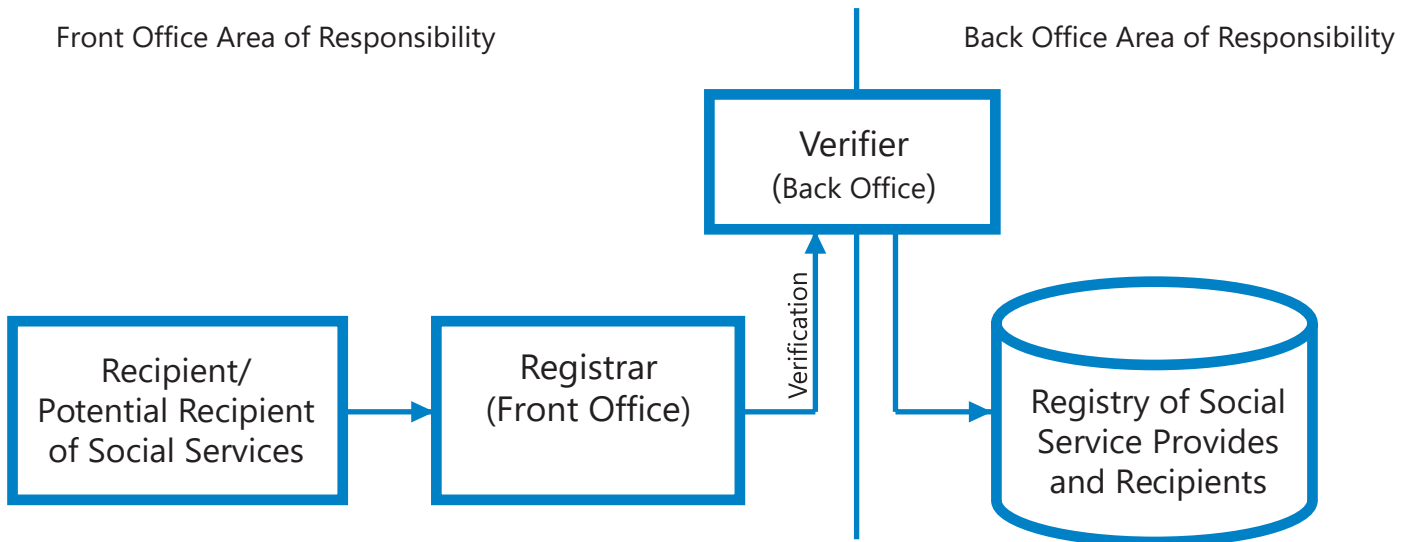 Front Office Area of Responsibility
Back Office Area of Responsibility
Verifier
(Back Office)
Verification
Recipient/
Potential Recipient
of Social Services
Registrar
(Front Office)
Registry of Social
Service Provides
and Recipients